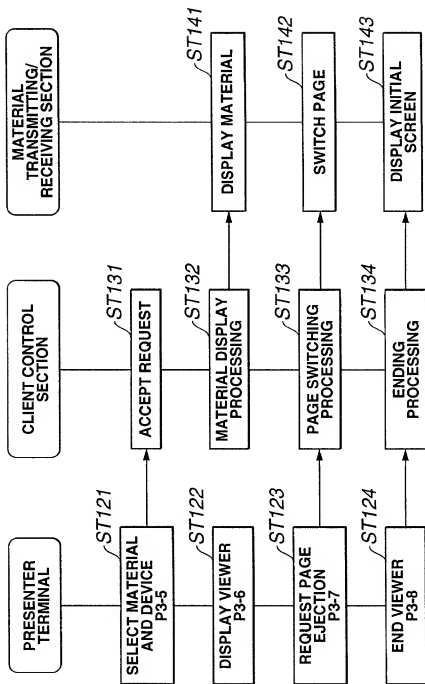 PRESENTER
TERMINAL
ST121
SELECT MATERIAL
AND DEVICE
P3-5
ST122
DISPLAY VIEWER
P3-6
ST123
REQUEST PAGE
EJECTION
P3-7
ST124
END VIEWER
P3-8
CLIENT CONTROL
SECTION
ST131
ACCEPT REQUEST
ST132
MATERIAL DISPLAY
PROCESSING
ST133
PAGE SWITCHING
PROCESSING
ST134
ENDING
PROCESSING
MATERIAL
TRANSMITTING/
RECEIVING SECTION
ST141
DISPLAY MATERIAL
ST142
SWITCH PAGE
ST143
DISPLAY INITIAL
SCREEN